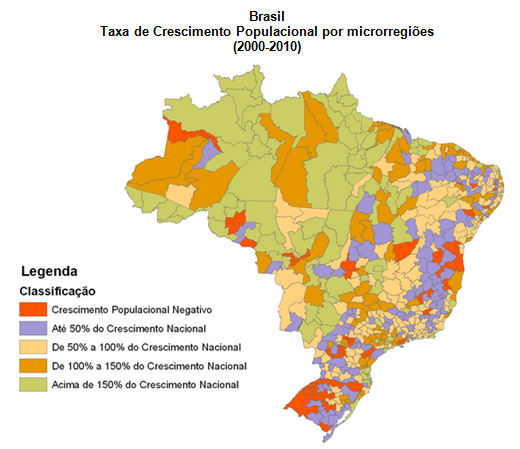 Brasil
Taxa de Crescimento Populacional por microrregiões
(2000-2010)
Legenda
Classificação
Crescimento Populacional Negativo
Até 50% do Crescimento Nacional
De 50% a 100% do Crescimento Nacional
De 100% a 150% do Crescimento Nacional
Acima de 150% do Crescimento Nacional